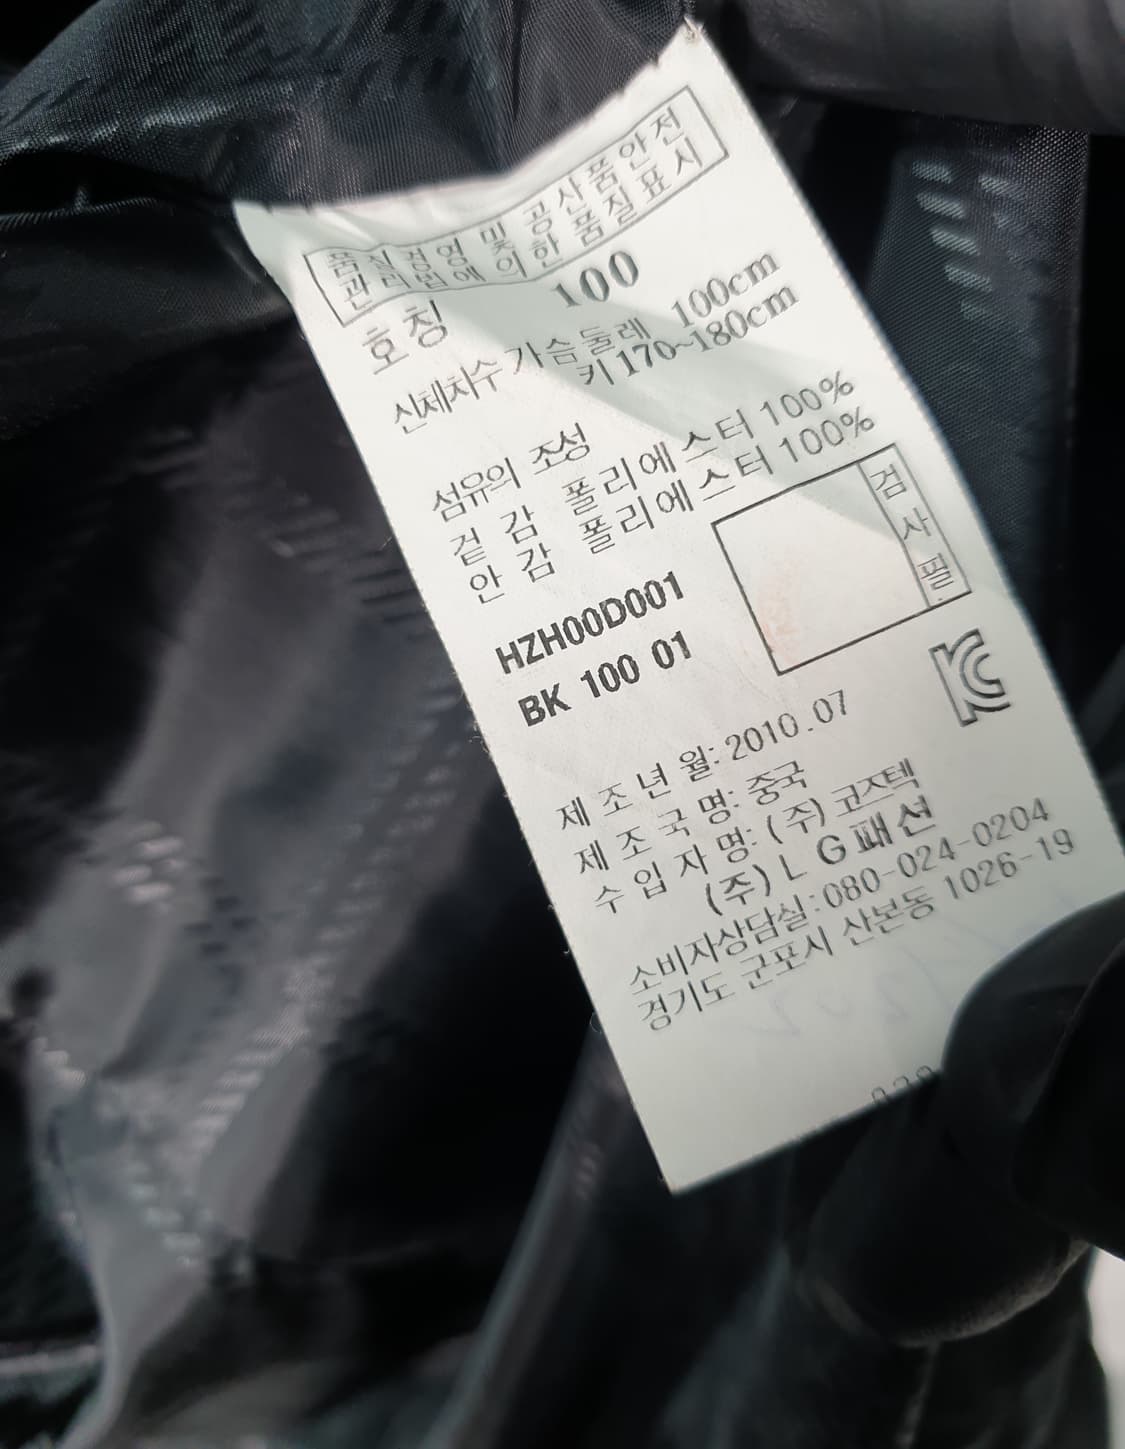 품질경영 및 공산품안전
관리법에 의한 품질표시
호칭 100
신체치수 가슴둘레 100cm
키 170~180cm
섬유의 조성
겉 감 폴리에스터 100%
안 감 폴리에스터 100%
검사필
HZH00D001
BK 100 01
KC
제 조 년 월: 2010.07
제 조 국 명: 중국
수 입 자 명: (주) 코즈텍
(주) L G 패션
소비자상담실:080-024-0204
경기도 군포시 산본동 1026-19